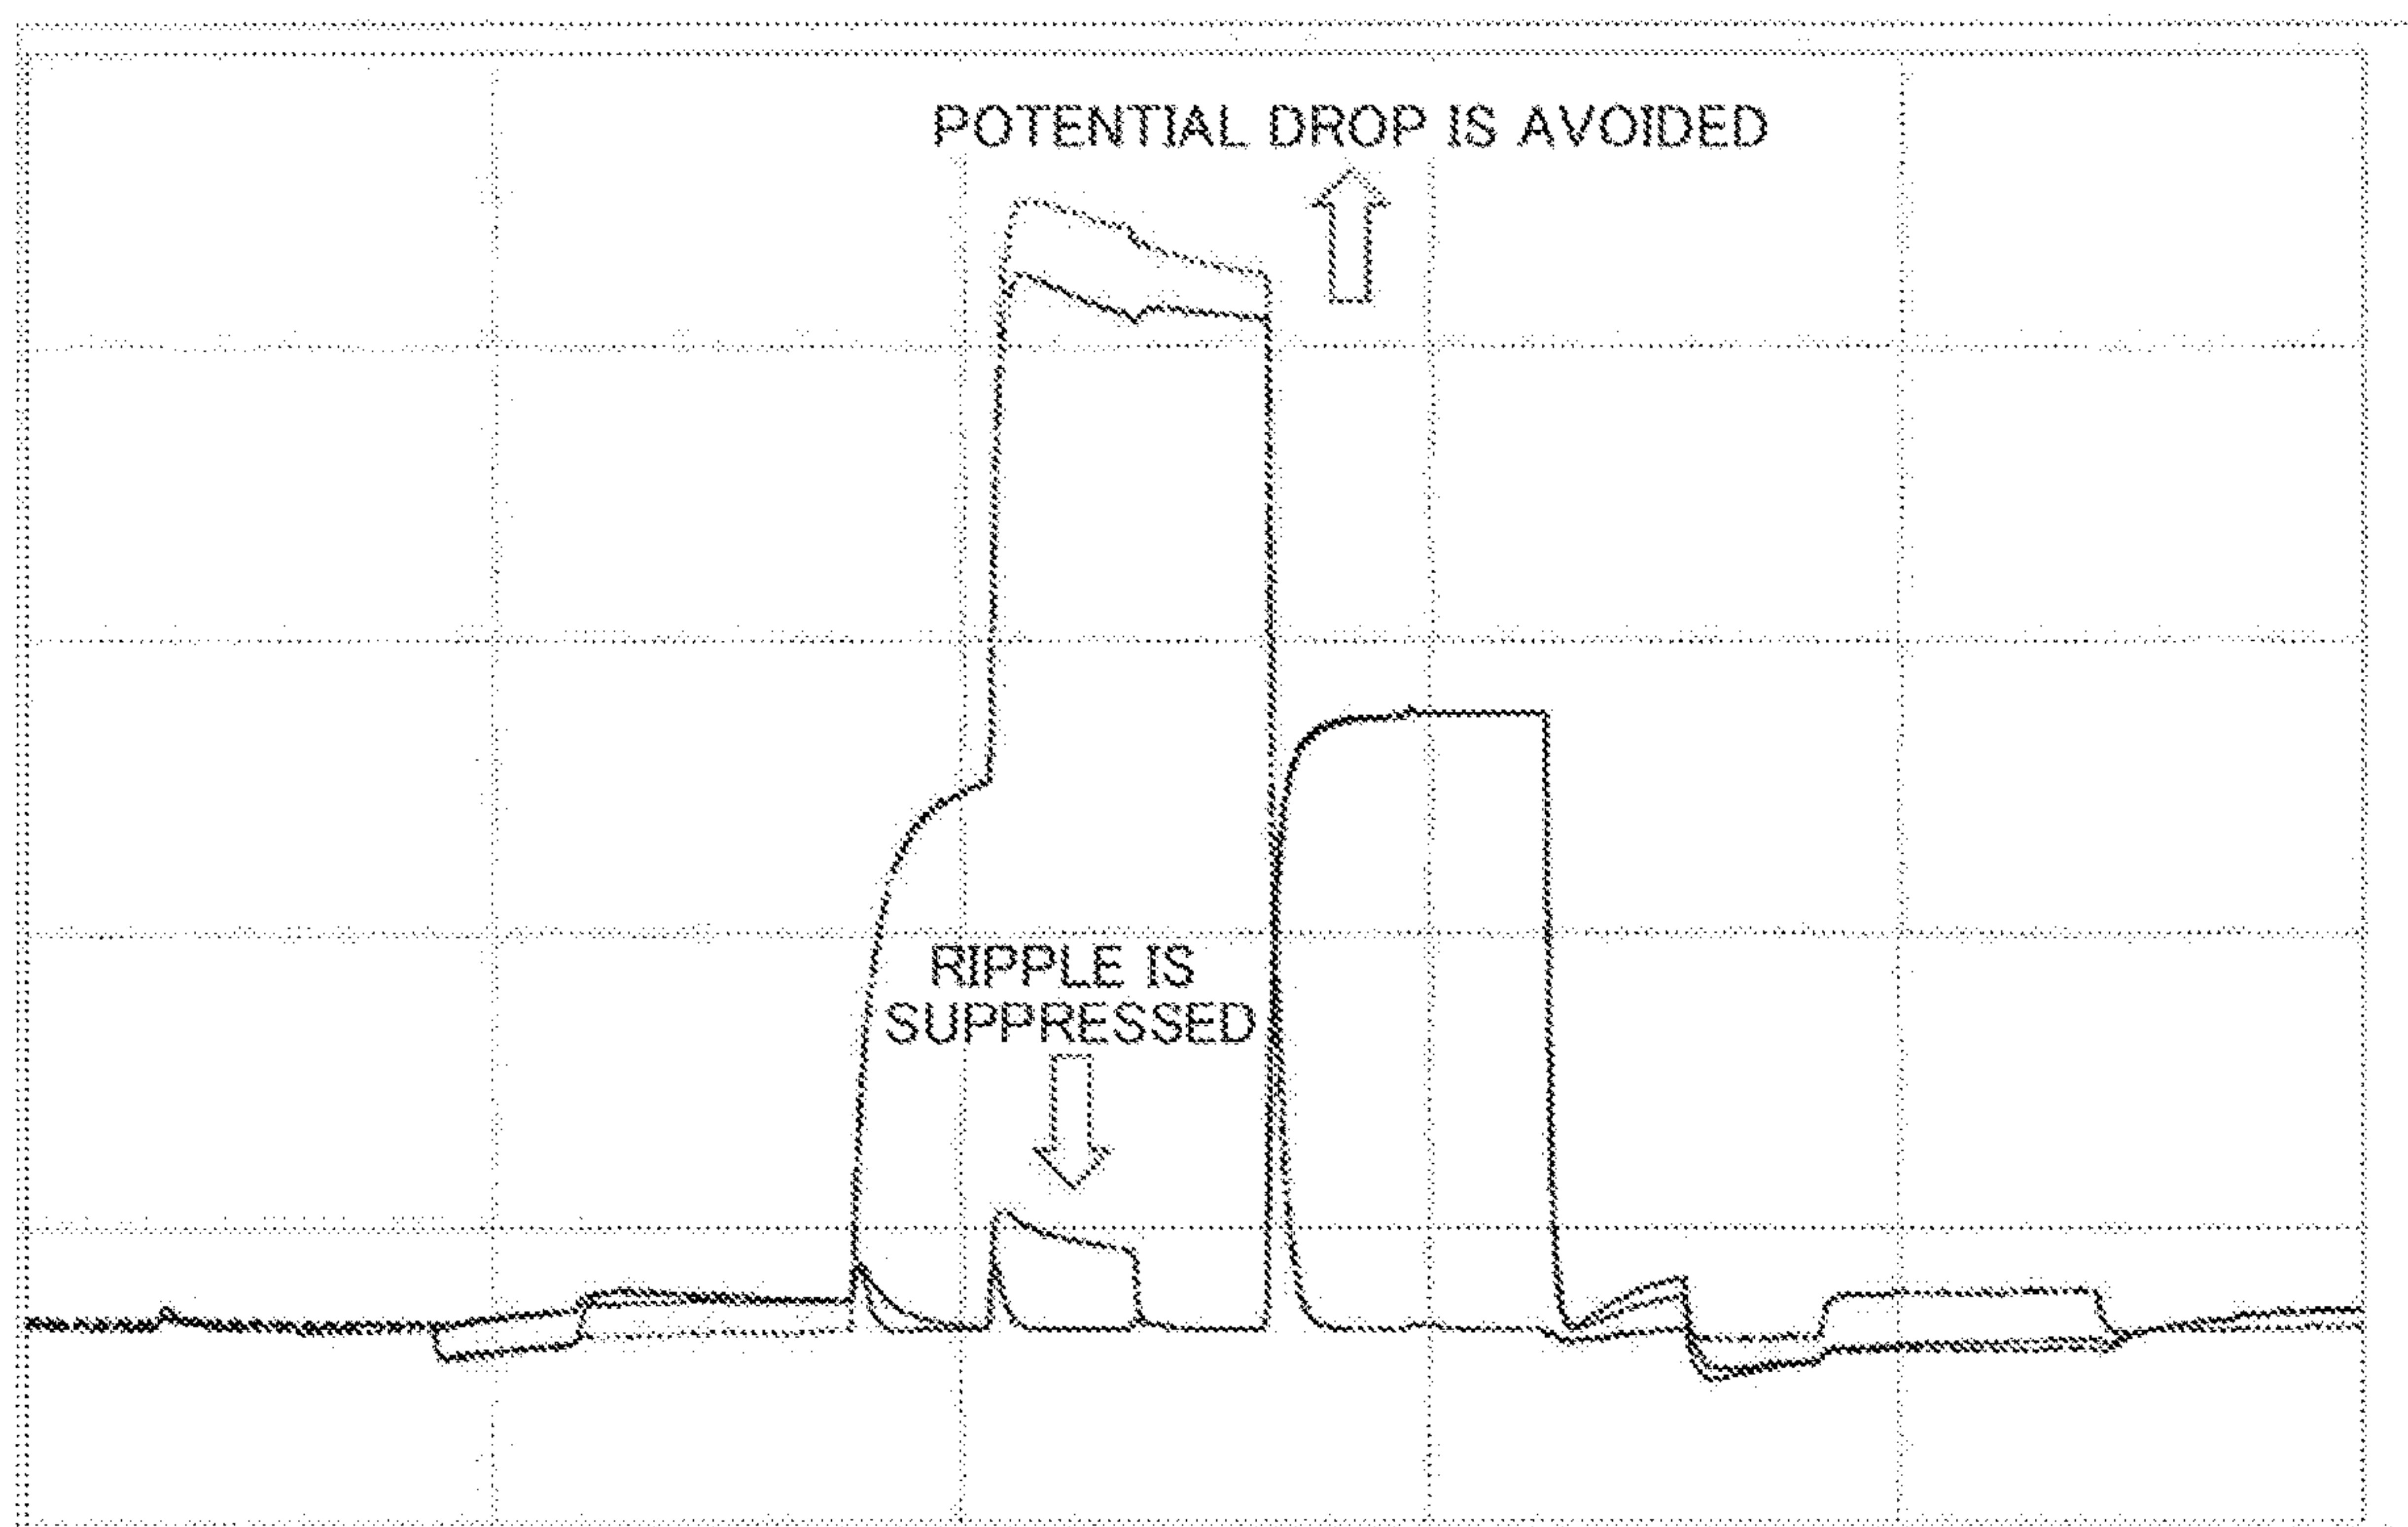 POTENTIAL DROP IS AVOIDED
RIPPLE IS
SUPPRESSED